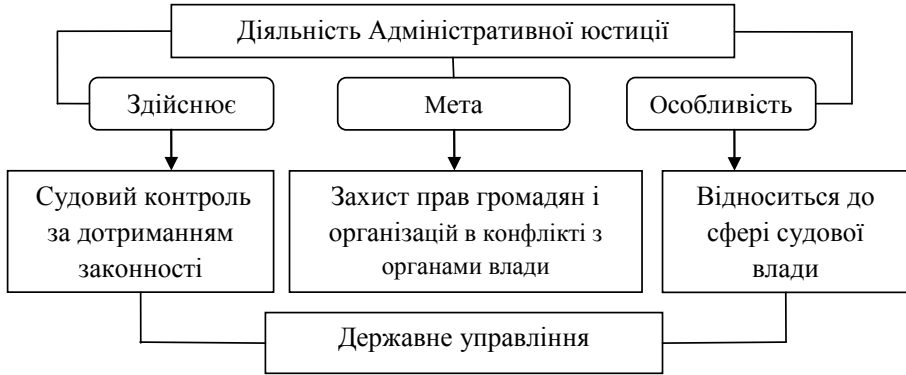 Діяльність Адміністративної юстиції
Здійснює
Мета
Особливість
Судовий контроль
за дотриманням
законності
Захист прав громадян і
організацій в конфлікті з
органами влади
Відноситься до
сфері судової
влади
Державне управління